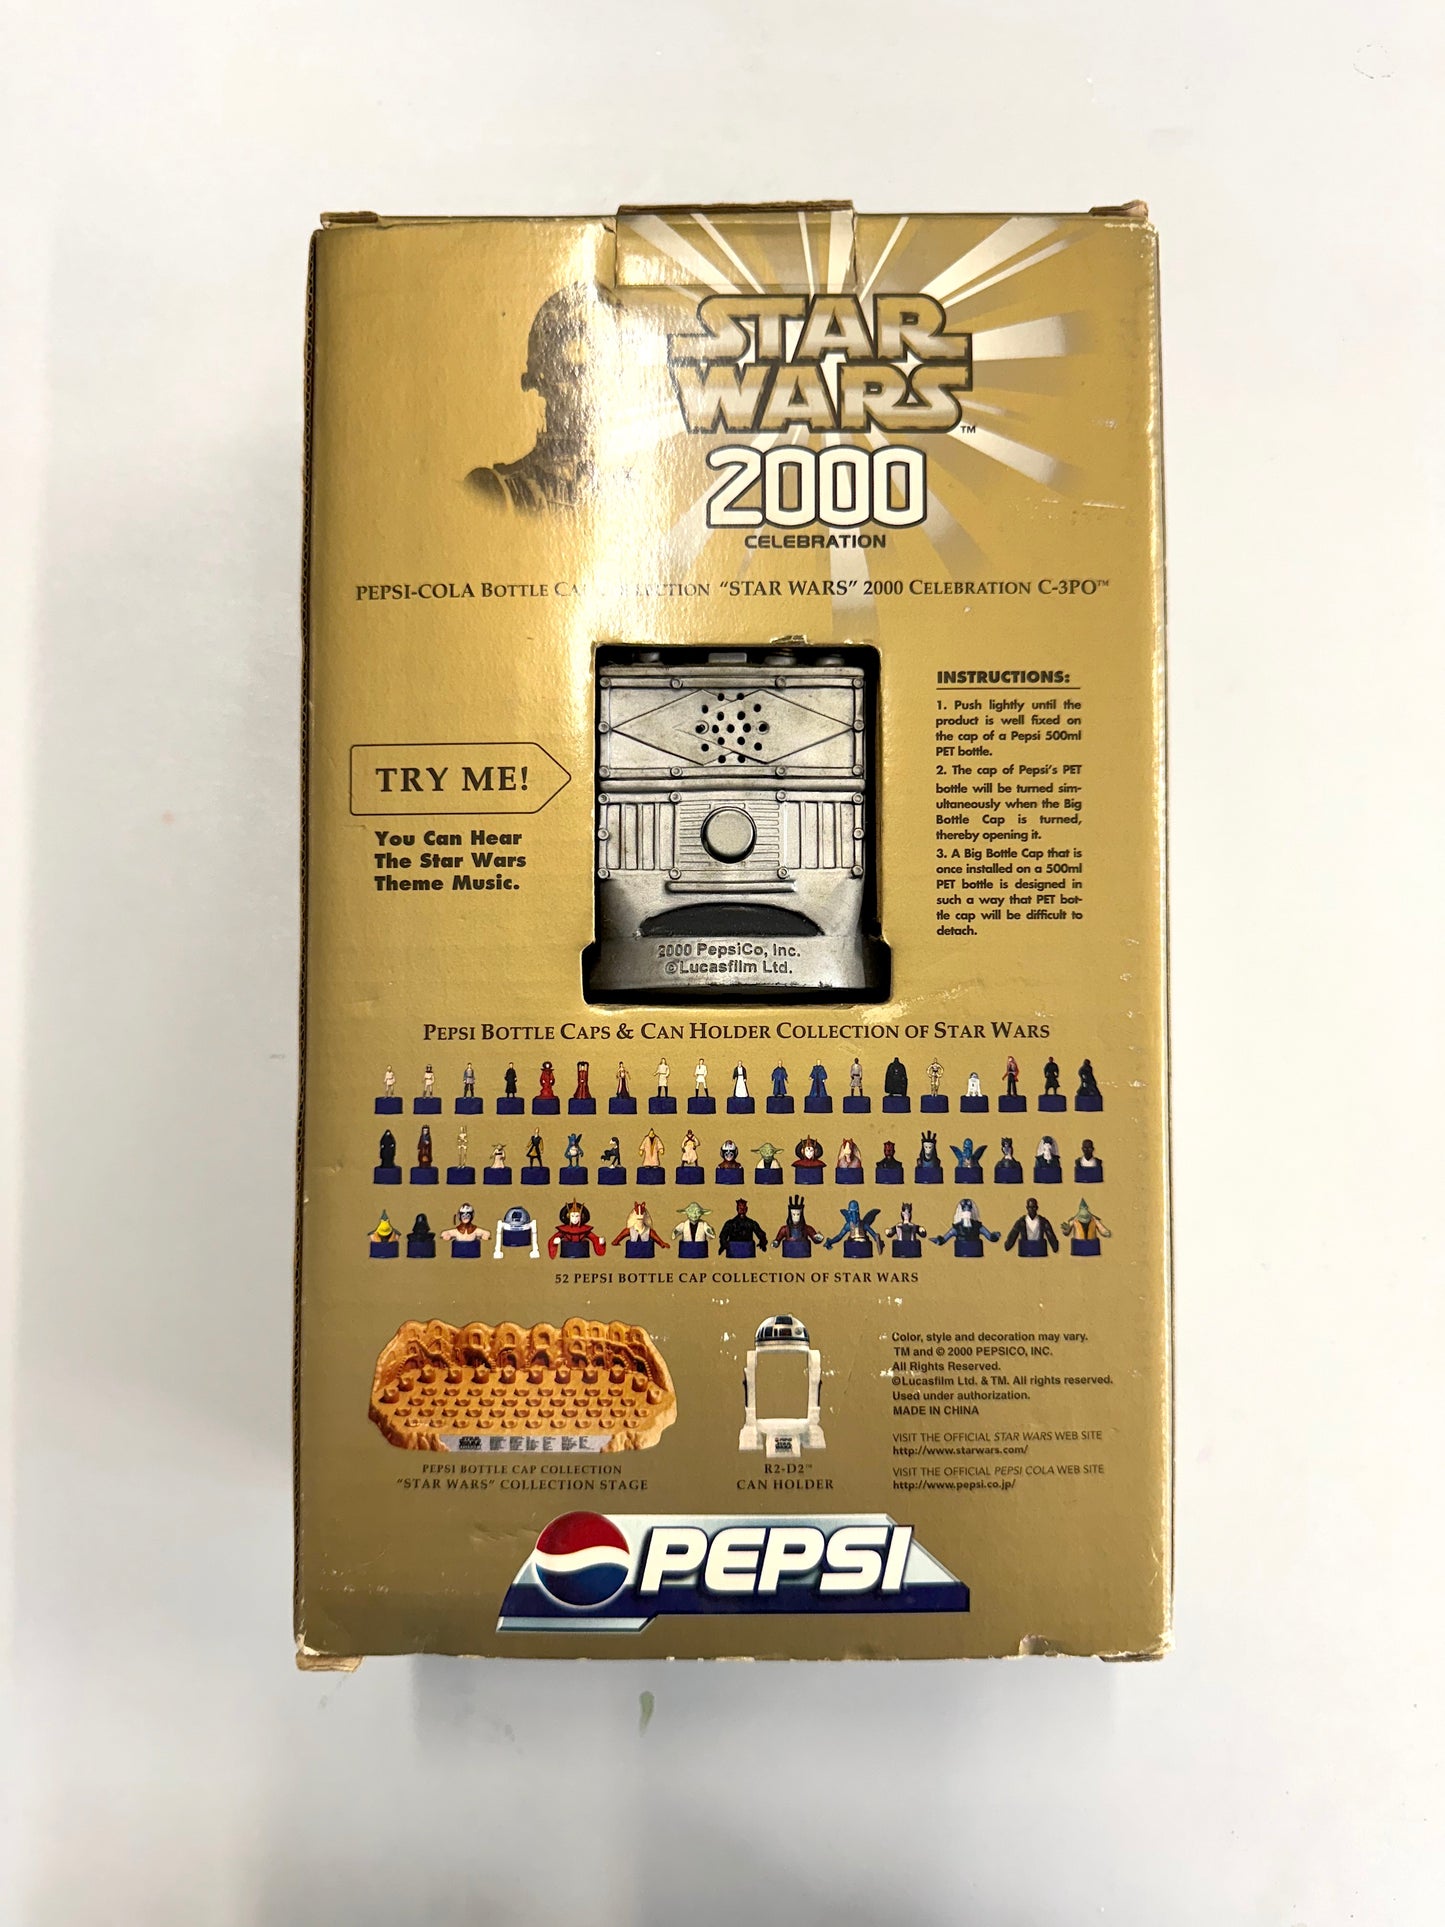 STAR
WARS™
2000
CELEBRATION
PEPSI-COLA BOTTLE CAP COLLECTION "STAR WARS" 2000 CELEBRATION C-3PO™
TRY ME!
You Can Hear
The Star Wars
Theme Music.
2000 PepsiCo, Inc.
©Lucasfilm Ltd.
INSTRUCTIONS:
1. Push lightly until the
product is well fixed on
the cap of a Pepsi 500ml
PET bottle.
2. The cap of Pepsi's PET
bottle will be turned sim-
ultaneously when the Big
Bottle Cap is turned,
thereby opening it.
3. A Big Bottle Cap that is
once installed on a 500ml
PET bottle is designed in
such a way that PET bot-
tle cap will be difficult to
detach.
PEPSI BOTTLE CAPS & CAN HOLDER COLLECTION OF STAR WARS
52 PEPSI BOTTLE CAP COLLECTION OF STAR WARS
PEPSI BOTTLE CAP COLLECTION
"STAR WARS" COLLECTION STAGE
R2-D2™
CAN HOLDER
Color, style and decoration may vary.
TM and © 2000 PEPSICO, INC.
All Rights Reserved.
©Lucasfilm Ltd. & TM. All rights reserved.
Used under authorization.
MADE IN CHINA
VISIT THE OFFICIAL STAR WARS WEB SITE
http://www.starwars.com/
VISIT THE OFFICIAL PEPSI COLA WEB SITE
http://www.pepsi.co.jp/
PEPSI